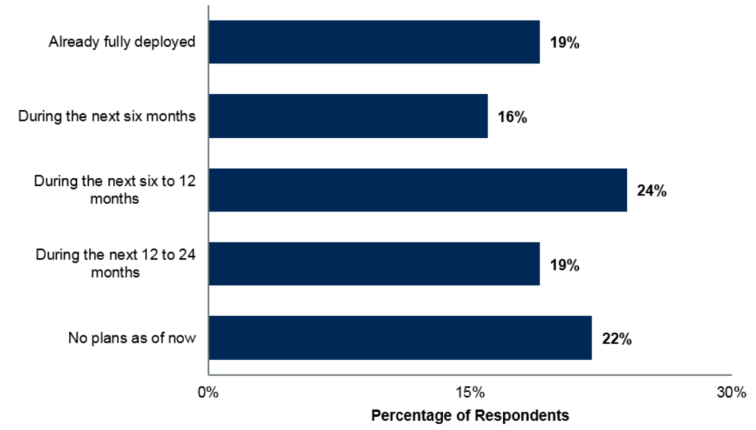 Already fully deployed
19%
During the next six months
16%
During the next six to 12
months
24%
During the next 12 to 24
months
19%
No plans as of now
22%
0%
15%
30%
Percentage of Respondents